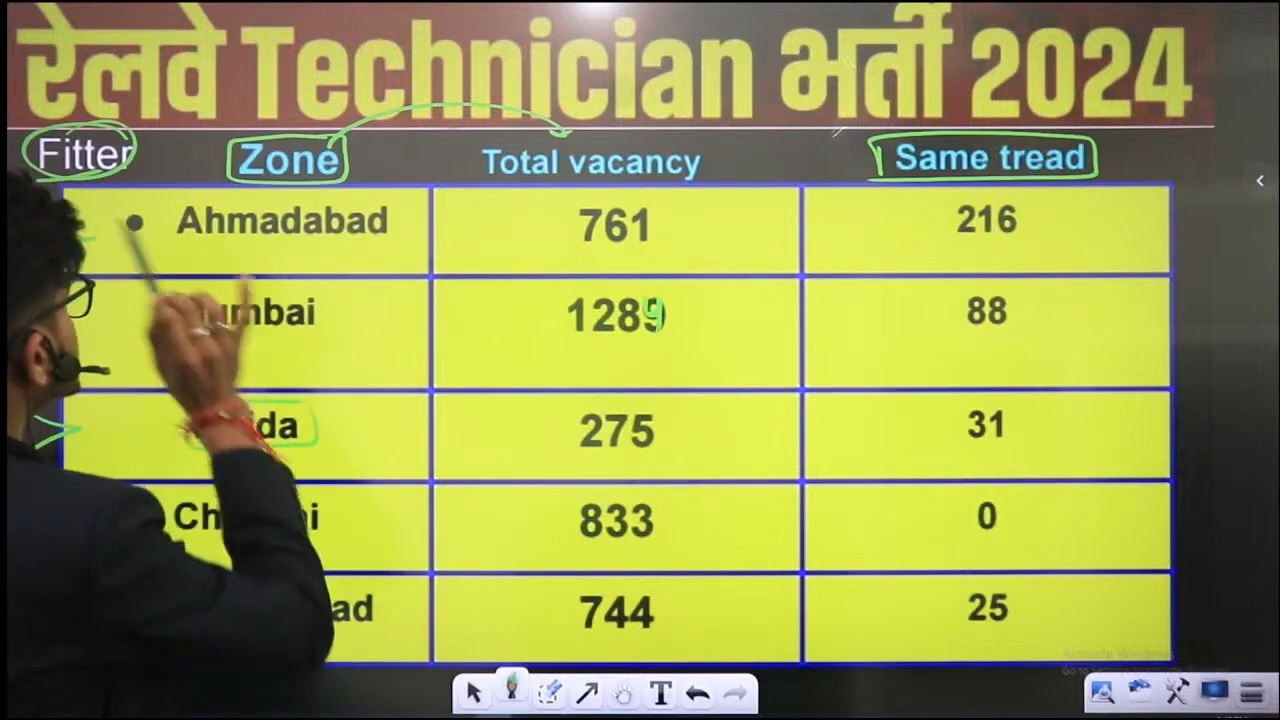 रेलवे Technician भर्ती 2024
Fitter Zone Total vacancy Same tread
Ahmadabad 761 216
1289 88
275 31
833 0
744 25
T